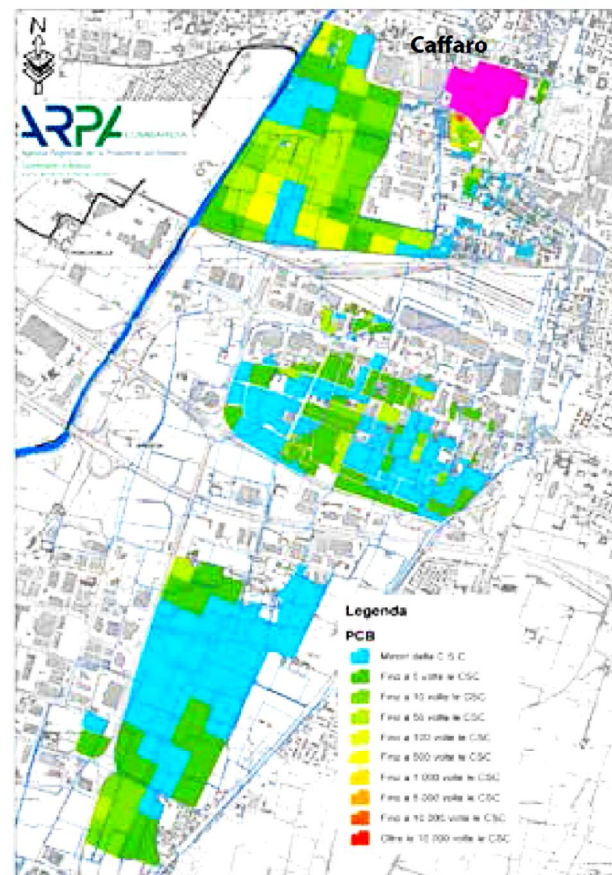 N
Caffaro
ARPA LOMBARDIA
Legenda
PCB
Minori delle C S C
Fino a 5 volte le CSC
Fino a 10 volte le CSC
Fino a 50 volte le CSC
Fino a 100 volte le CSC
Fino a 500 volte le CSC
Fino a 1 000 volte le CSC
Fino a 5 000 volte le CSC
Fino a 10 000 volte le CSC
Oltre le 10 000 volte le CSC